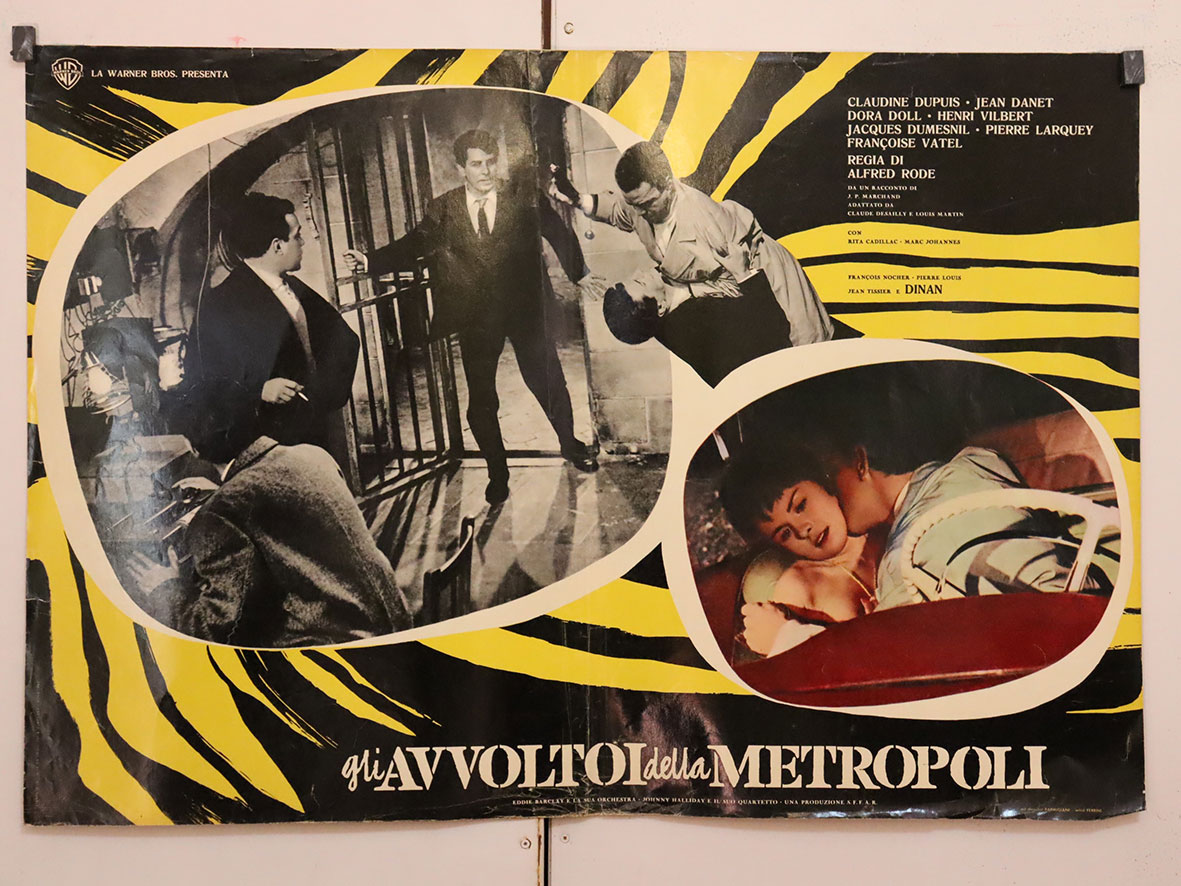 WB
LA WARNER BROS. PRESENTA
CLAUDINE DUPUIS • JEAN DANET
DORA DOLL • HENRI VILBERT
JACQUES DUMESNIL • PIERRE LARQUEY
FRANÇOISE VATEL
REGIA DI
ALFRED RODE
DA UN RACCONTO DI
J. P. MARCHAND
ADATTATO DA
CLAUDE DESAILLY E LOUIS MARTIN
CON
RITA CADILLAC • MARC JOHANNES
FRANÇOIS NOCHER • PIERRE LOUIS
JEAN TISSIER E DINAN
gli AVVOLTOI della METROPOLI
EDDIE BARCLAY E LA SUA ORCHESTRA • JOHNNY HALLIDAY E IL SUO QUARTETTO • UNA PRODUZIONE A.F.F.A.R.